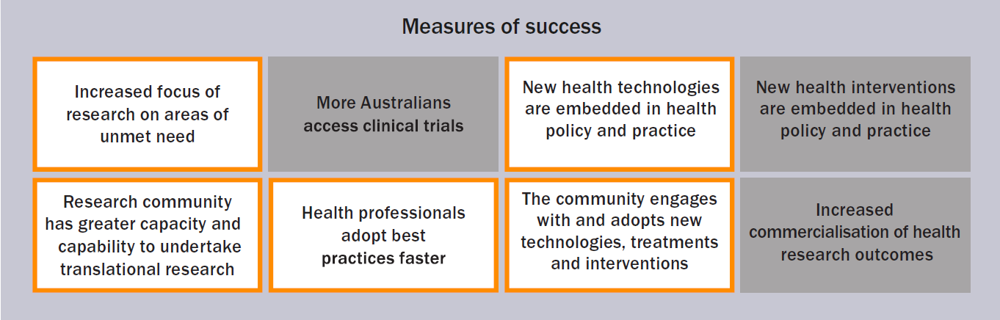 Measures of success
Increased focus of
research on areas of
unmet need
More Australians
access clinical trials
New health technologies
are embedded in health
policy and practice
New health interventions
are embedded in health
policy and practice
Research community
has greater capacity and
capability to undertake
translational research
Health professionals
adopt best
practices faster
The community engages
with and adopts new
technologies, treatments
and interventions
Increased
commercialisation of health
research outcomes